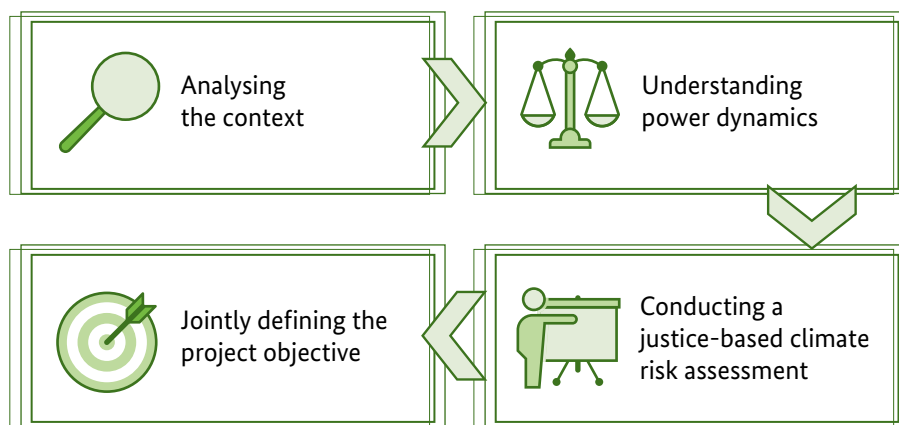 Analysing
the context
Understanding
power dynamics
Conducting a
justice-based climate
risk assessment
Jointly defining the
project objective